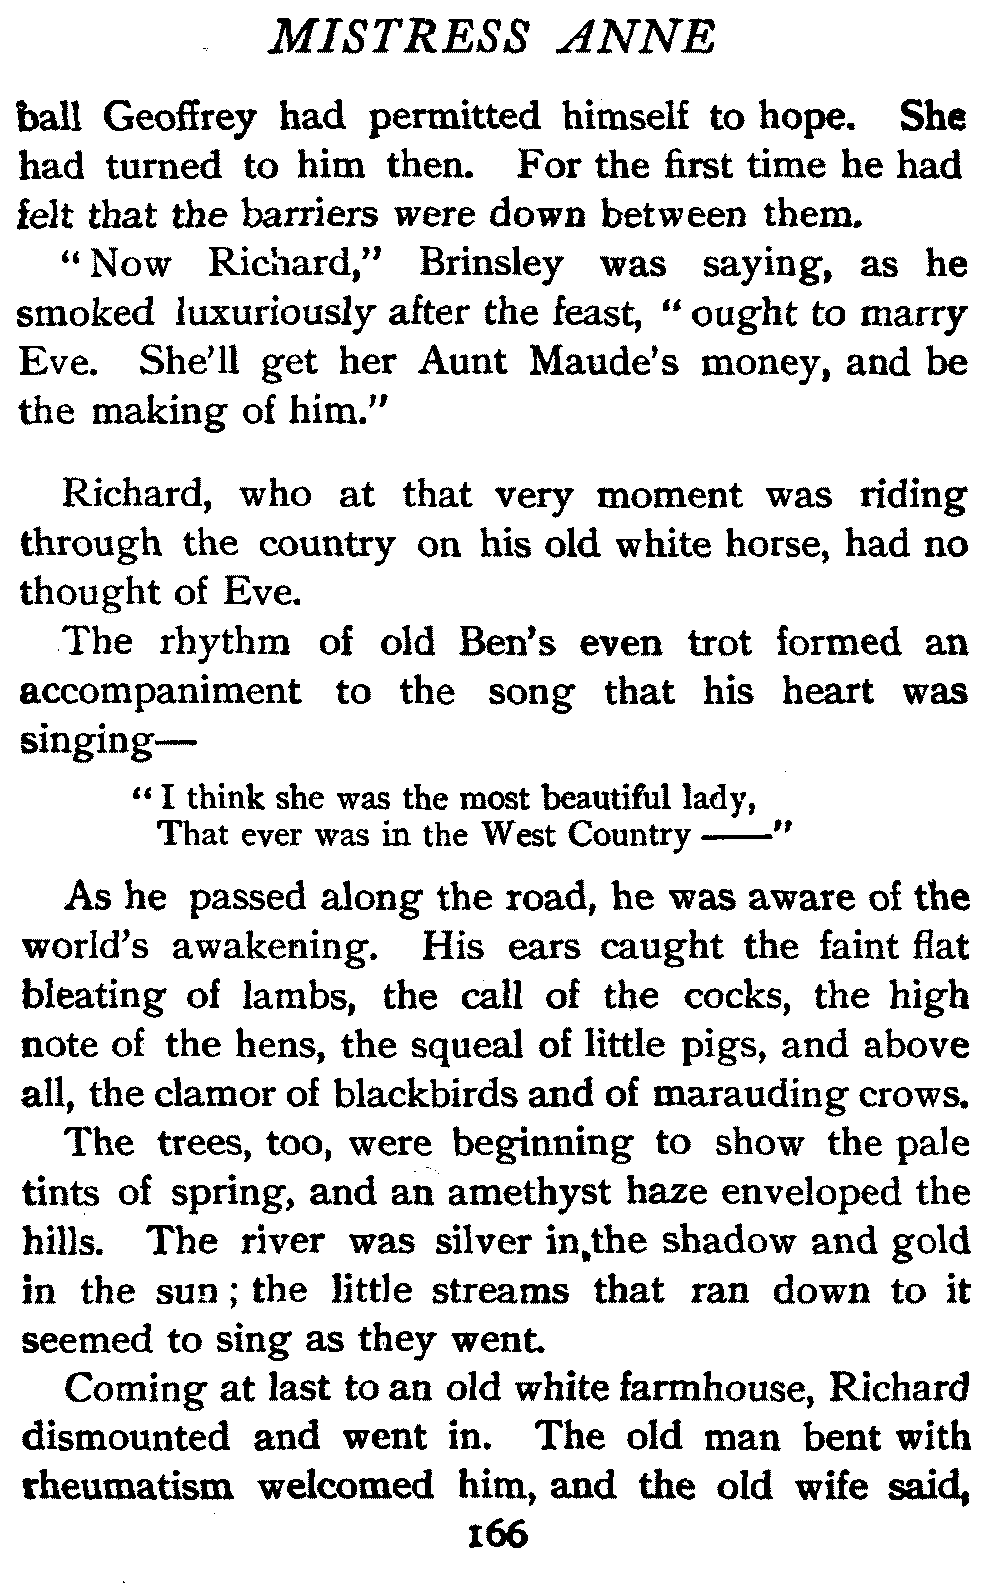 MISTRESS ANNE
ball Geoffrey had permitted himself to hope. She
had turned to him then. For the first time he had
felt that the barriers were down between them.
"Now Richard," Brinsley was saying, as he
smoked luxuriously after the feast, "ought to marry
Eve. She'll get her Aunt Maude's money, and be
the making of him."
Richard, who at that very moment was riding
through the country on his old white horse, had no
thought of Eve.
The rhythm of old Ben's even trot formed an
accompaniment to the song that his heart was
singing—
"I think she was the most beautiful lady,
That ever was in the West Country ——"
As he passed along the road, he was aware of the
world's awakening. His ears caught the faint flat
bleating of lambs, the call of the cocks, the high
note of the hens, the squeal of little pigs, and above
all, the clamor of blackbirds and of marauding crows.
The trees, too, were beginning to show the pale
tints of spring, and an amethyst haze enveloped the
hills. The river was silver in the shadow and gold
in the sun; the little streams that ran down to it
seemed to sing as they went.
Coming at last to an old white farmhouse, Richard
dismounted and went in. The old man bent with
rheumatism welcomed him, and the old wife said,
166